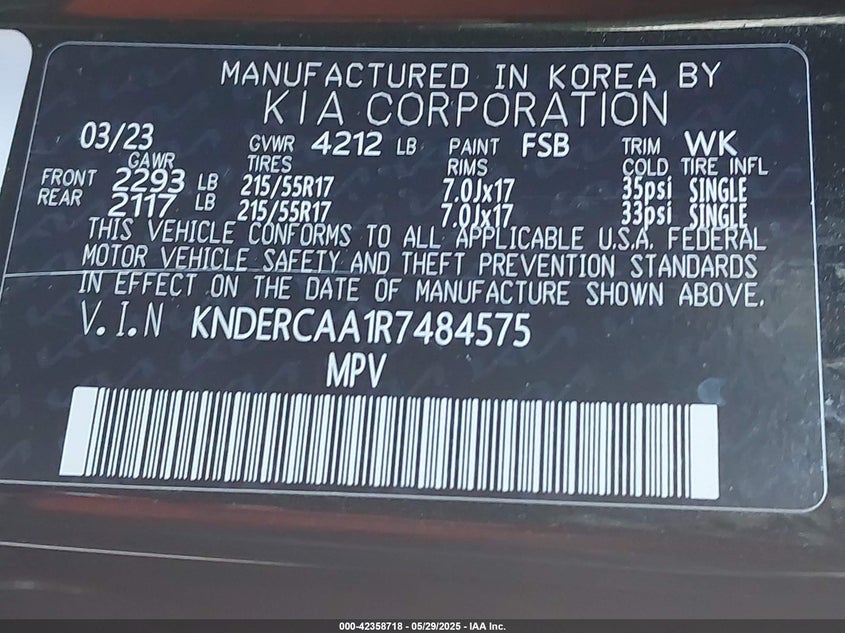 MANUFACTURED IN KOREA BY
KIA CORPORATION
03/23 GVWR 4212 LB PAINT FSB TRIM WK
GAWR TIRES RIMS COLD TIRE INFL
FRONT 2293 LB 215/55R17 7.0Jx17 35psi SINGLE
REAR 2117 LB 215/55R17 7.0Jx17 33psi SINGLE
THIS VEHICLE CONFORMS TO ALL APPLICABLE U.S.A. FEDERAL
MOTOR VEHICLE SAFETY AND THEFT PREVENTION STANDARDS
IN EFFECT ON THE DATE OF MANUFACTURE SHOWN ABOVE.
V.I.N KNDERCAA1R7484575
MPV
000-42358718 - 05/29/2025 - IAA Inc.